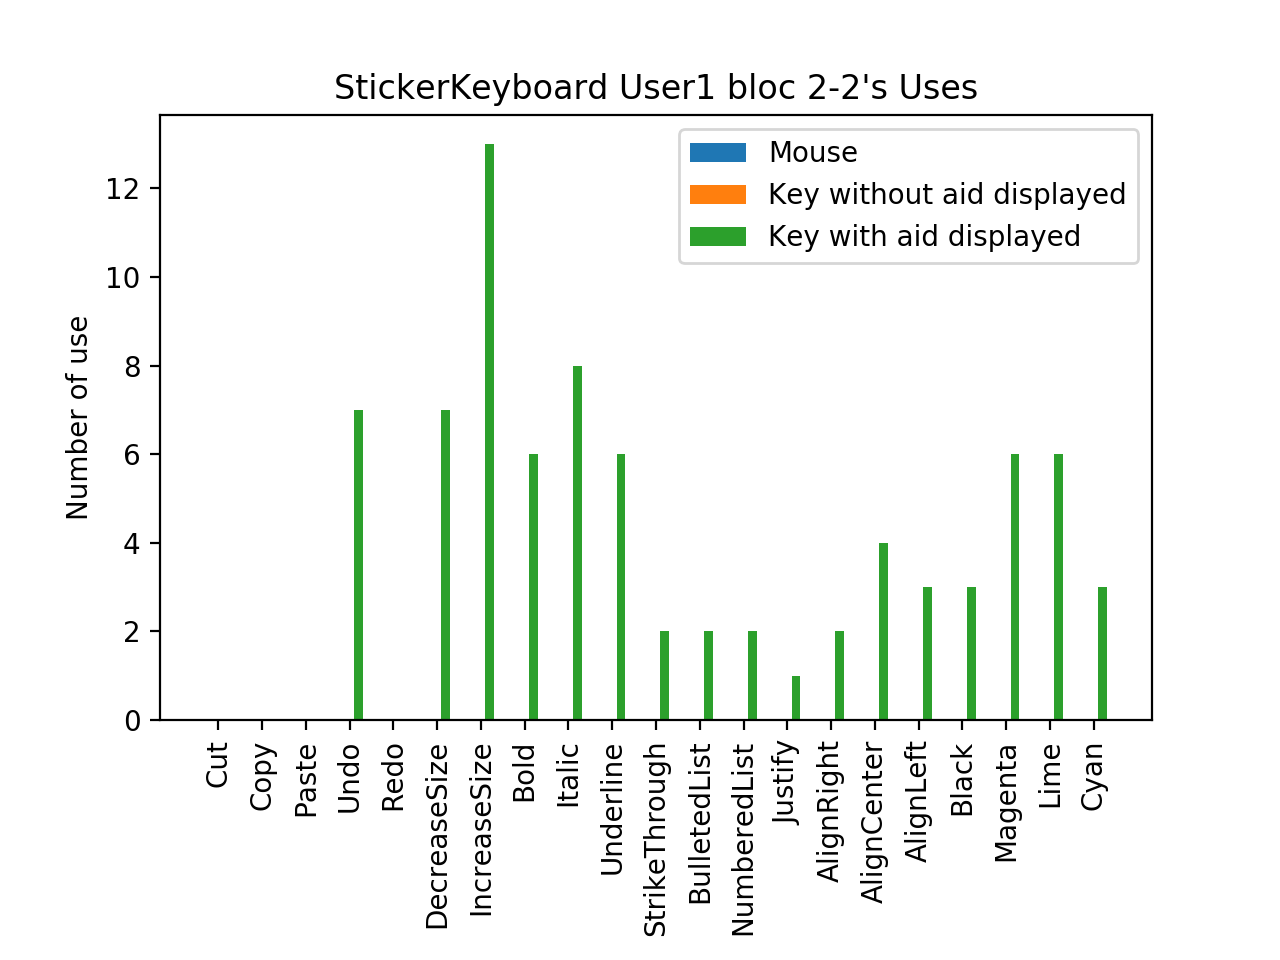 StickerKeyboard User1 bloc 2-2's Uses
Mouse
Key without aid displayed
Key with aid displayed
Number of use
12
10
8
6
4
2
0
Cut
Copy
Paste
Undo
Redo
DecreaseSize
IncreaseSize
Bold
Italic
Underline
StrikeThrough
BulletedList
NumberedList
Justify
AlignRight
AlignCenter
AlignLeft
Black
Magenta
Lime
Cyan